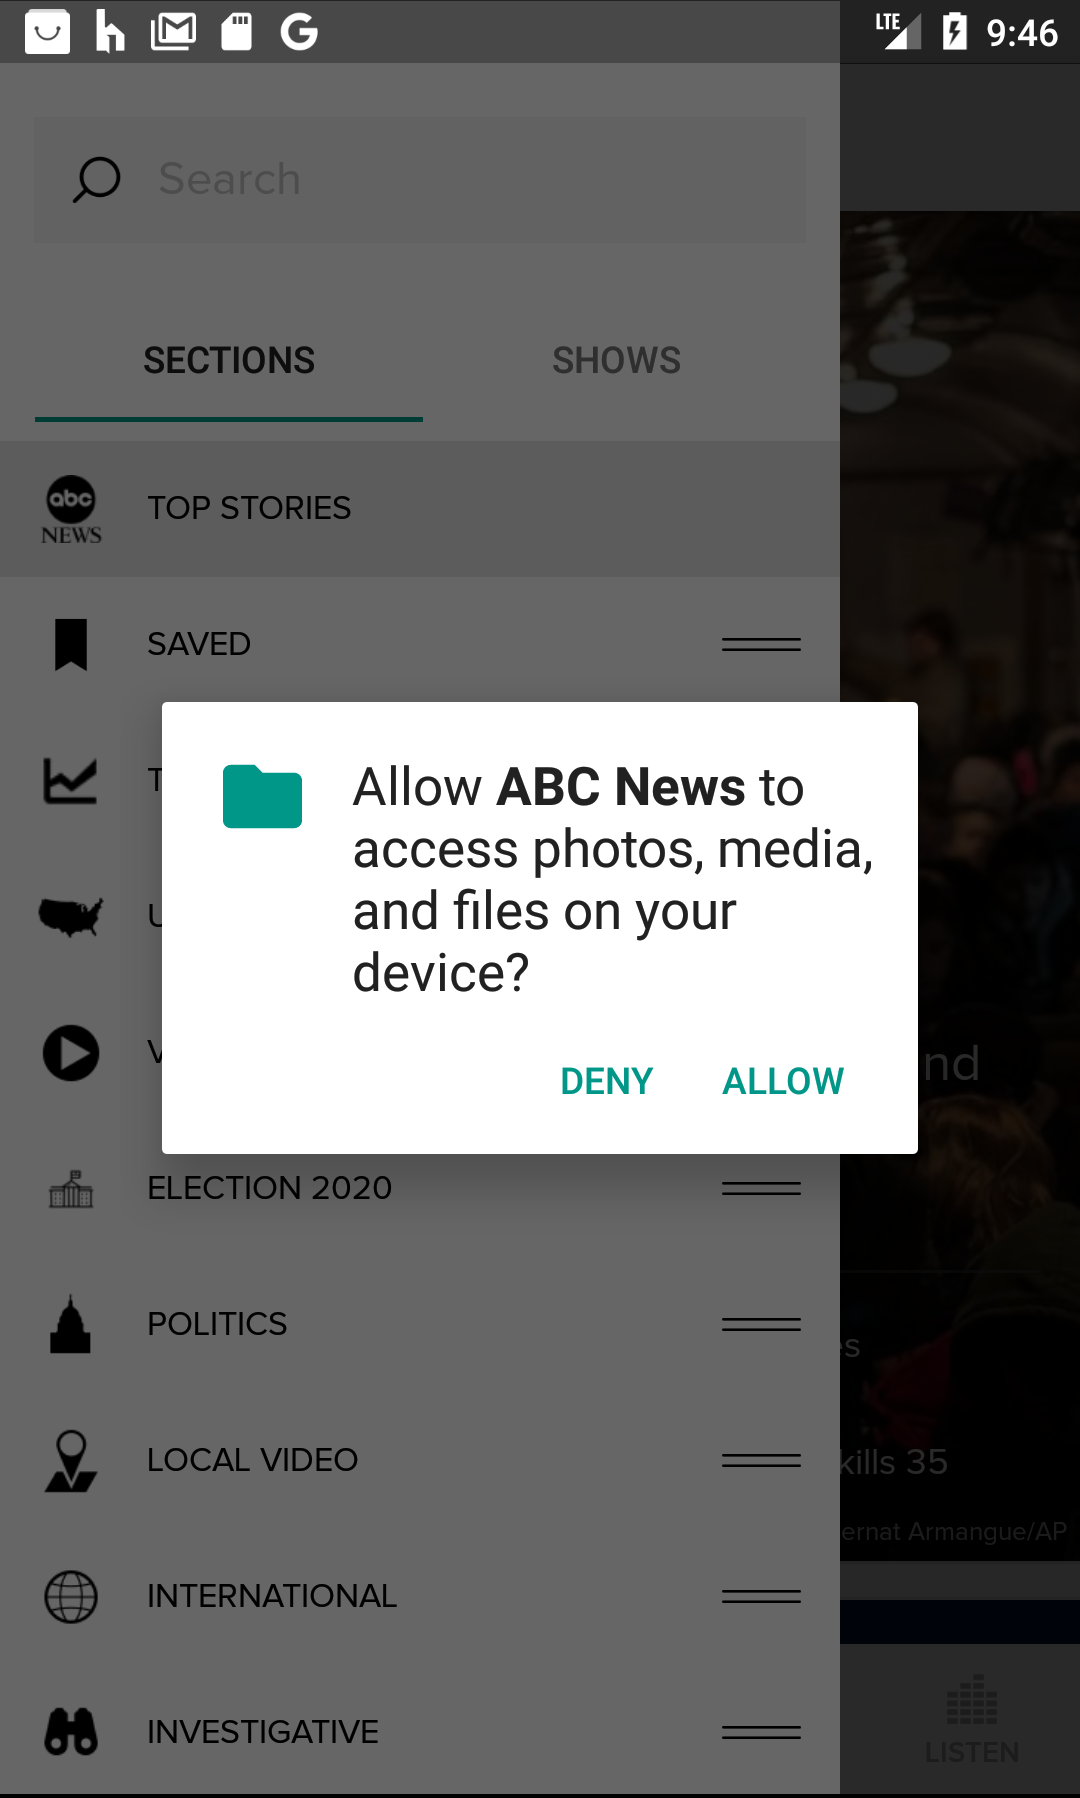 LTE 9:46
Search
SECTIONS SHOWS
abc
NEWS
TOP STORIES
SAVED
Allow ABC News to
access photos, media,
and files on your
device?
DENY ALLOW
nd
ELECTION 2020
POLITICS
es
LOCAL VIDEO
kills 35
ernat Armangue/AP
INTERNATIONAL
INVESTIGATIVE
LISTEN